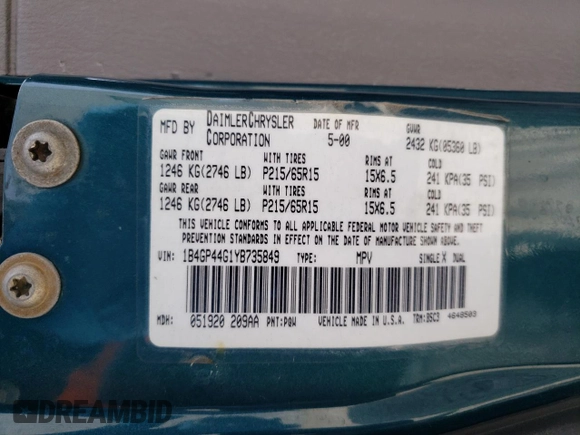 MFD BY DAIMLERCHRYSLER CORPORATION DATE OF MFR 5-00 GVWR 2432 KG(05360 LB)
GAWR FRONT WITH TIRES RIMS AT COLD
1246 KG(2746 LB) P215/65R15 15X6.5 241 KPA(35 PSI)
GAWR REAR WITH TIRES RIMS AT COLD
1246 KG(2746 LB) P215/65R15 15X6.5 241 KPA(35 PSI)
THIS VEHICLE CONFORMS TO ALL APPLICABLE FEDERAL MOTOR VEHICLE SAFETY AND THEFT
PREVENTION STANDARDS IN EFFECT ON THE DATE OF MANUFACTURE SHOWN ABOVE.
VIN: 1B4GP44G1YB735849 TYPE: MPV SINGLE X DUAL
MDH: 051920 209AA PNT:PQW VEHICLE MADE IN U.S.A. TRM:BSC3 4648503
DREAMBID